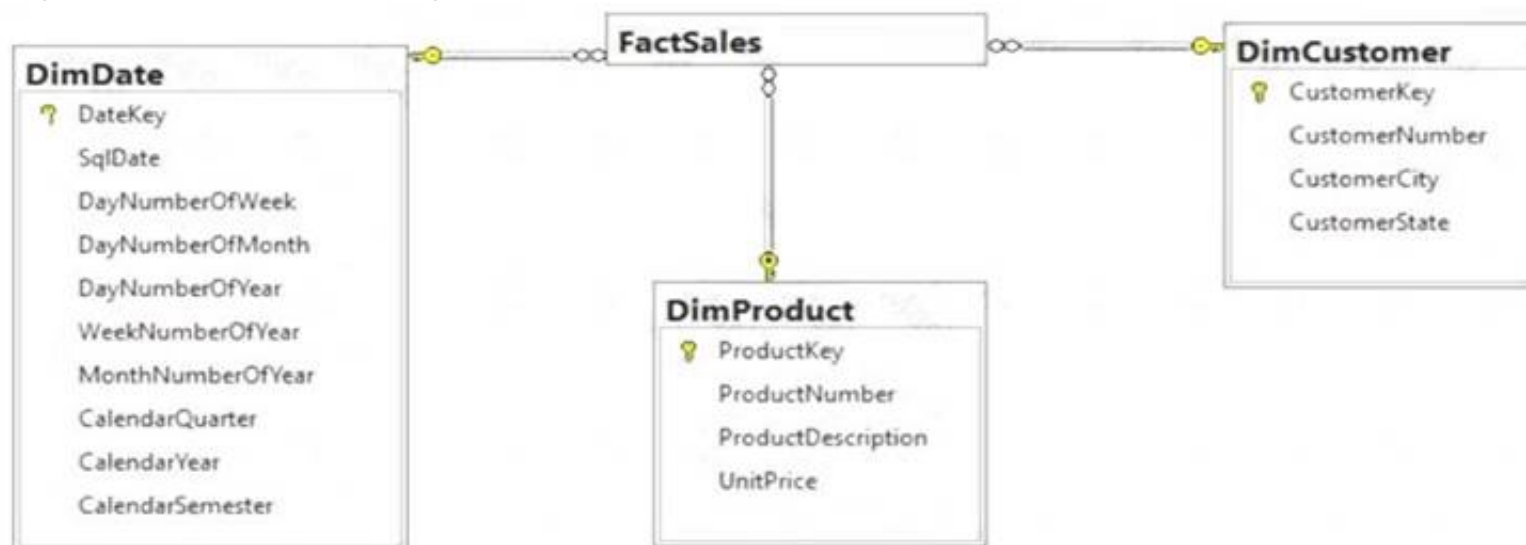 FactSales
DimDate
DateKey
SqlDate
DayNumberOfWeek
DayNumberOfMonth
DayNumberOfYear
WeekNumberOfYear
MonthNumberOfYear
CalendarQuarter
CalendarYear
CalendarSemester
DimProduct
ProductKey
ProductNumber
ProductDescription
UnitPrice
DimCustomer
CustomerKey
CustomerNumber
CustomerCity
CustomerState